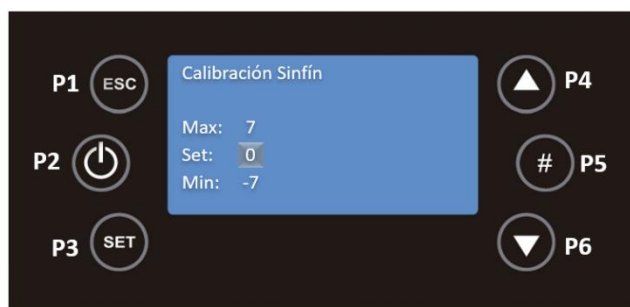 P1 ESC
P2
P3 SET
Calibración Sinfín
Max: 7
Set: 0
Min: -7
P4
# P5
P6